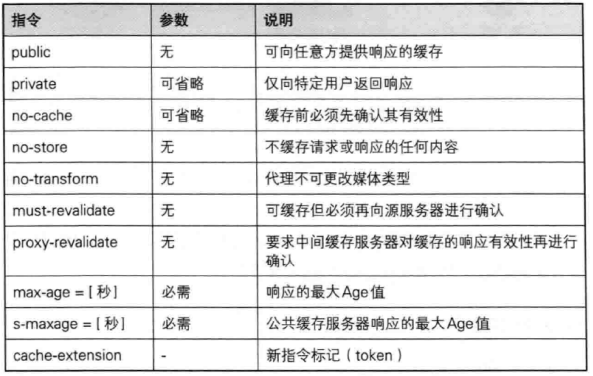 指令 参数 说明
public 无 可向任意方提供响应的缓存
private 可省略 仅向特定用户返回响应
no-cache 可省略 缓存前必须先确认其有效性
no-store 无 不缓存请求或响应的任何内容
no-transform 无 代理不可更改媒体类型
must-revalidate 无 可缓存但必须再向源服务器进行确认
proxy-revalidate 无 要求中间缓存服务器对缓存的响应有效性再进行
确认
max-age = [ 秒] 必需 响应的最大Age值
s-maxage = [ 秒] 必需 公共缓存服务器响应的最大Age值
cache-extension - 新指令标记（token）